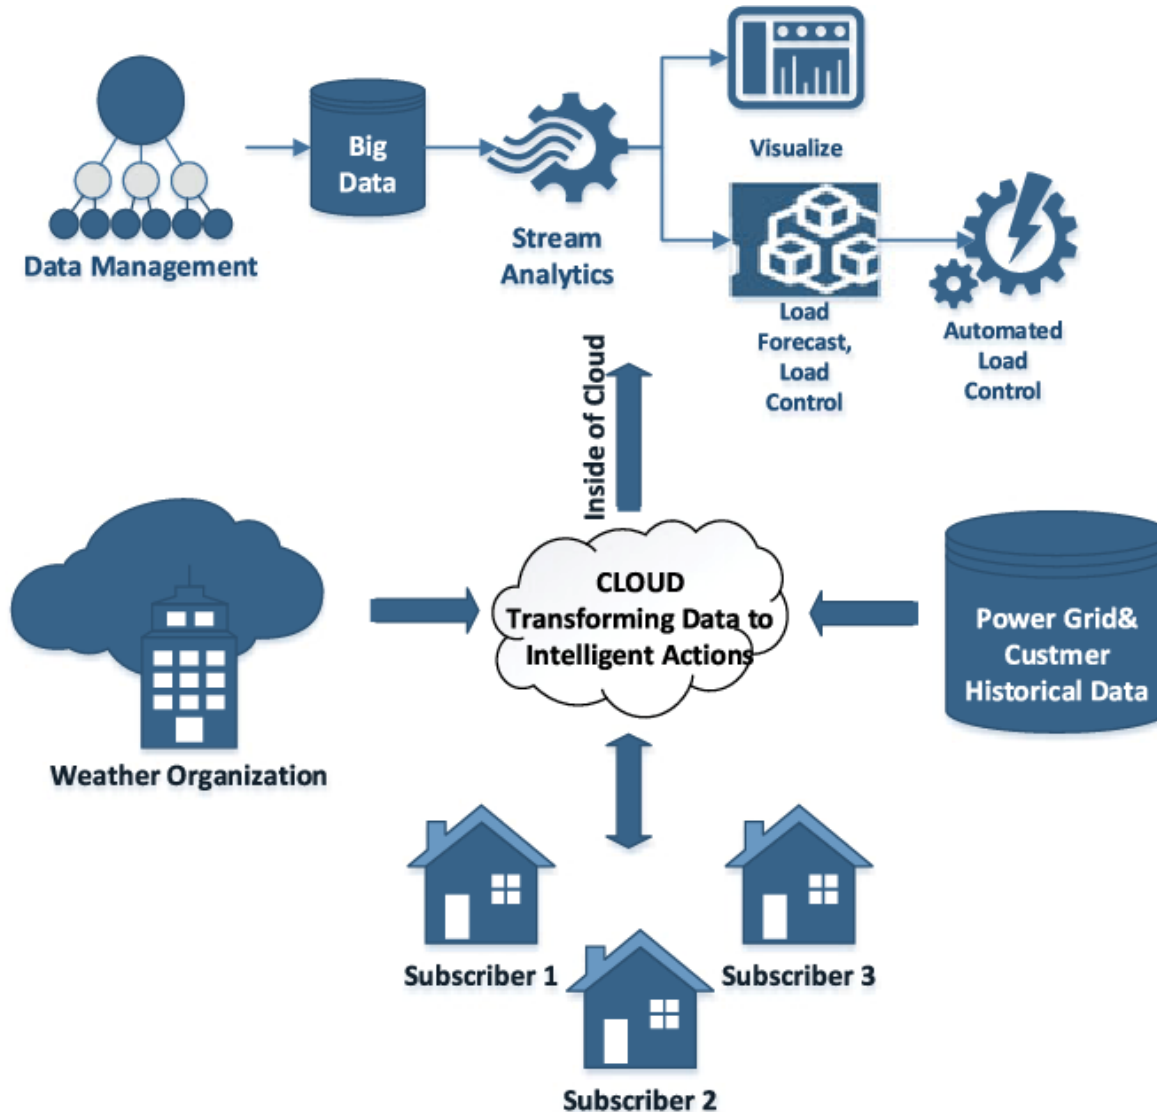 Big
Data
Visualize
Data Management
Stream
Analytics
Load
Forecast,
Load
Control
Automated
Load
Control
Inside of Cloud
CLOUD
Transforming Data to
Intelligent Actions
Power Grid&
Custmer
Historical Data
Weather Organization
Subscriber 1
Subscriber 3
Subscriber 2